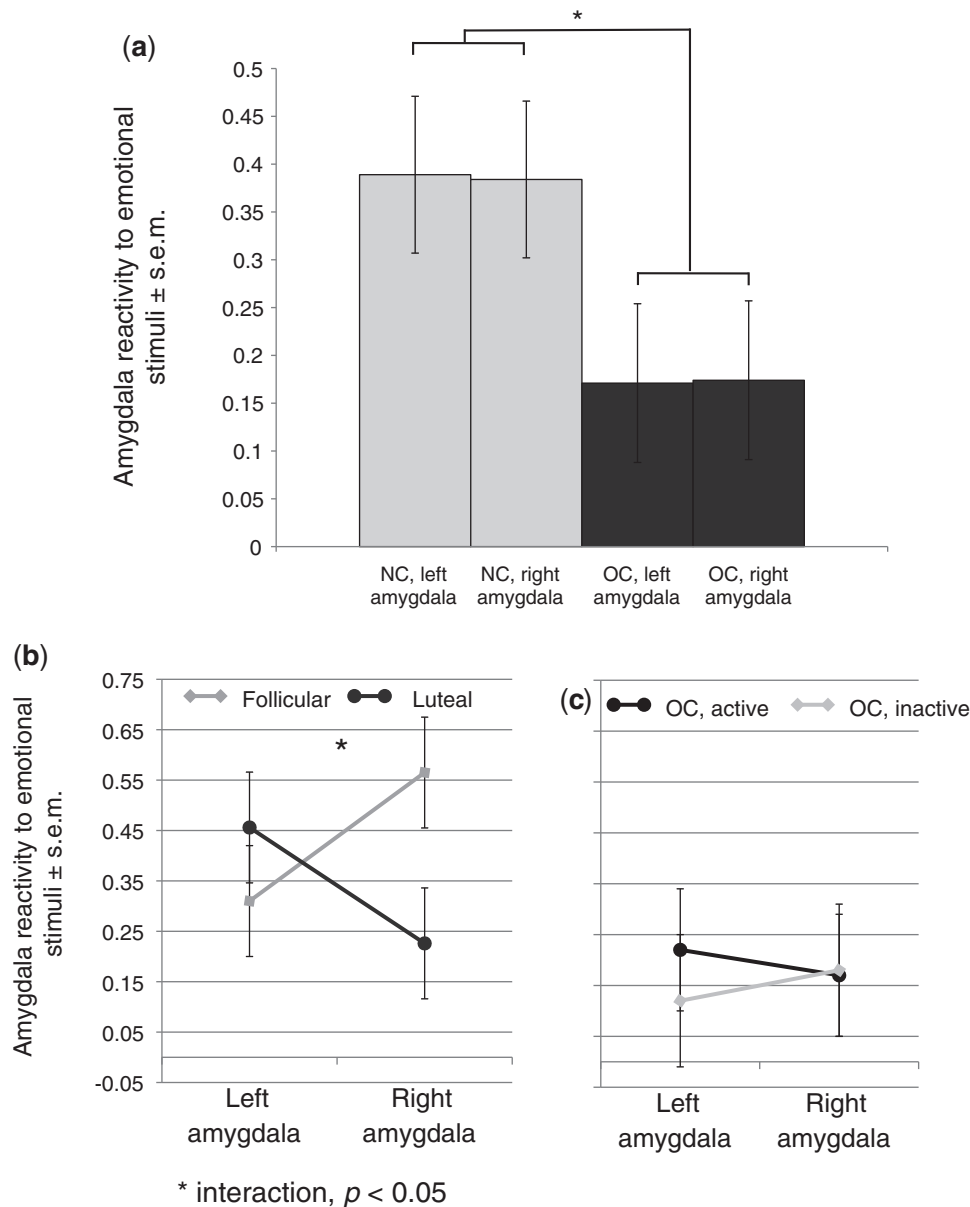 (a)
*
Amygdala reactivity to emotional
stimuli ± s.e.m.
0.5
0.45
0.4
0.35
0.3
0.25
0.2
0.15
0.1
0.05
0
NC, left
amygdala
NC, right
amygdala
OC, left
amygdala
OC, right
amygdala
(b)
Amygdala reactivity to emotional
stimuli ± s.e.m.
0.75
0.65
0.55
0.45
0.35
0.25
0.15
0.05
-0.05
Follicular
Luteal
*
Left
amygdala
Right
amygdala
(c)
OC, active
OC, inactive
Left
amygdala
Right
amygdala
* interaction, p < 0.05